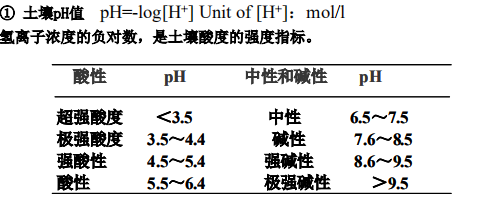 ① 土壤pH值 pH=-log[H⁺] Unit of [H⁺]：mol/l
氢离子浓度的负对数，是土壤酸度的强度指标。
酸性 pH 中性和碱性 pH
超强酸度 ＜3.5 中性 6.5～7.5
极强酸度 3.5～4.4 碱性 7.6～8.5
强酸性 4.5～5.4 强碱性 8.6～9.5
酸性 5.5～6.4 极强碱性 ＞9.5